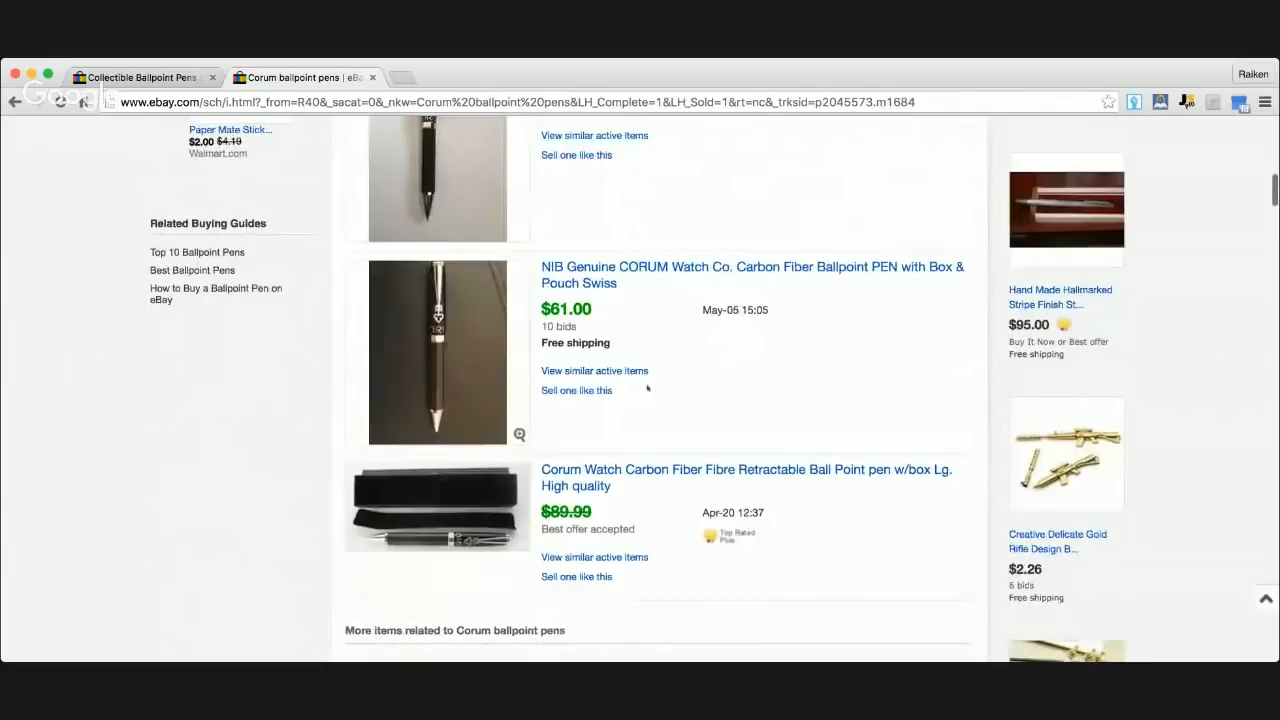 Collectible Ballpoint Pens
Corum ballpoint pens | eBa
Raiken
Google
www.ebay.com/sch/i.html?_from=R40&_sacat=0&_nkw=Corum%20ballpoint%20pens&LH_Complete=1&LH_Sold=1&rt=nc&_trksid=p2045573.m1684
Paper Mate Stick...
$2.00 $4.19
Walmart.com
Related Buying Guides
Top 10 Ballpoint Pens
Best Ballpoint Pens
How to Buy a Ballpoint Pen on
eBay
View similar active items
Sell one like this
NIB Genuine CORUM Watch Co. Carbon Fiber Ballpoint PEN with Box &
Pouch Swiss
$61.00
May-05 15:05
10 bids
Free shipping
View similar active items
Sell one like this
Corum Watch Carbon Fiber Fibre Retractable Ball Point pen w/box Lg.
High quality
$89.99
Apr-20 12:37
Best offer accepted
Top Rated
Plus
View similar active items
Sell one like this
More items related to Corum ballpoint pens
Hand Made Hallmarked
Stripe Finish St...
$95.00
Buy It Now or Best offer
Free shipping
Creative Delicate Gold
Rifle Design B...
$2.26
5 bids
Free shipping